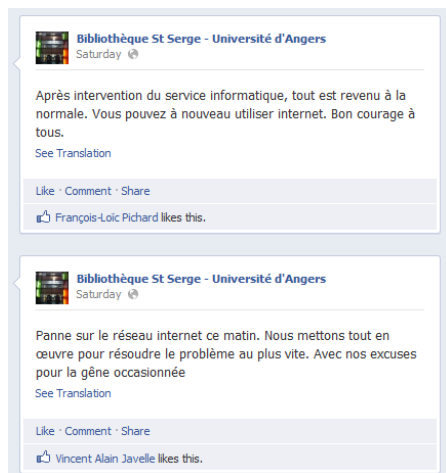 Bibliothèque St Serge - Université d'Angers
Saturday
Après intervention du service informatique, tout est revenu à la
normale. Vous pouvez à nouveau utiliser internet. Bon courage à
tous.
See Translation
Like · Comment · Share
François-Loïc Pichard likes this.
Bibliothèque St Serge - Université d'Angers
Saturday
Panne sur le réseau internet ce matin. Nous mettons tout en
œuvre pour résoudre le problème au plus vite. Avec nos excuses
pour la gêne occasionnée
See Translation
Like · Comment · Share
Vincent Alain Javelle likes this.